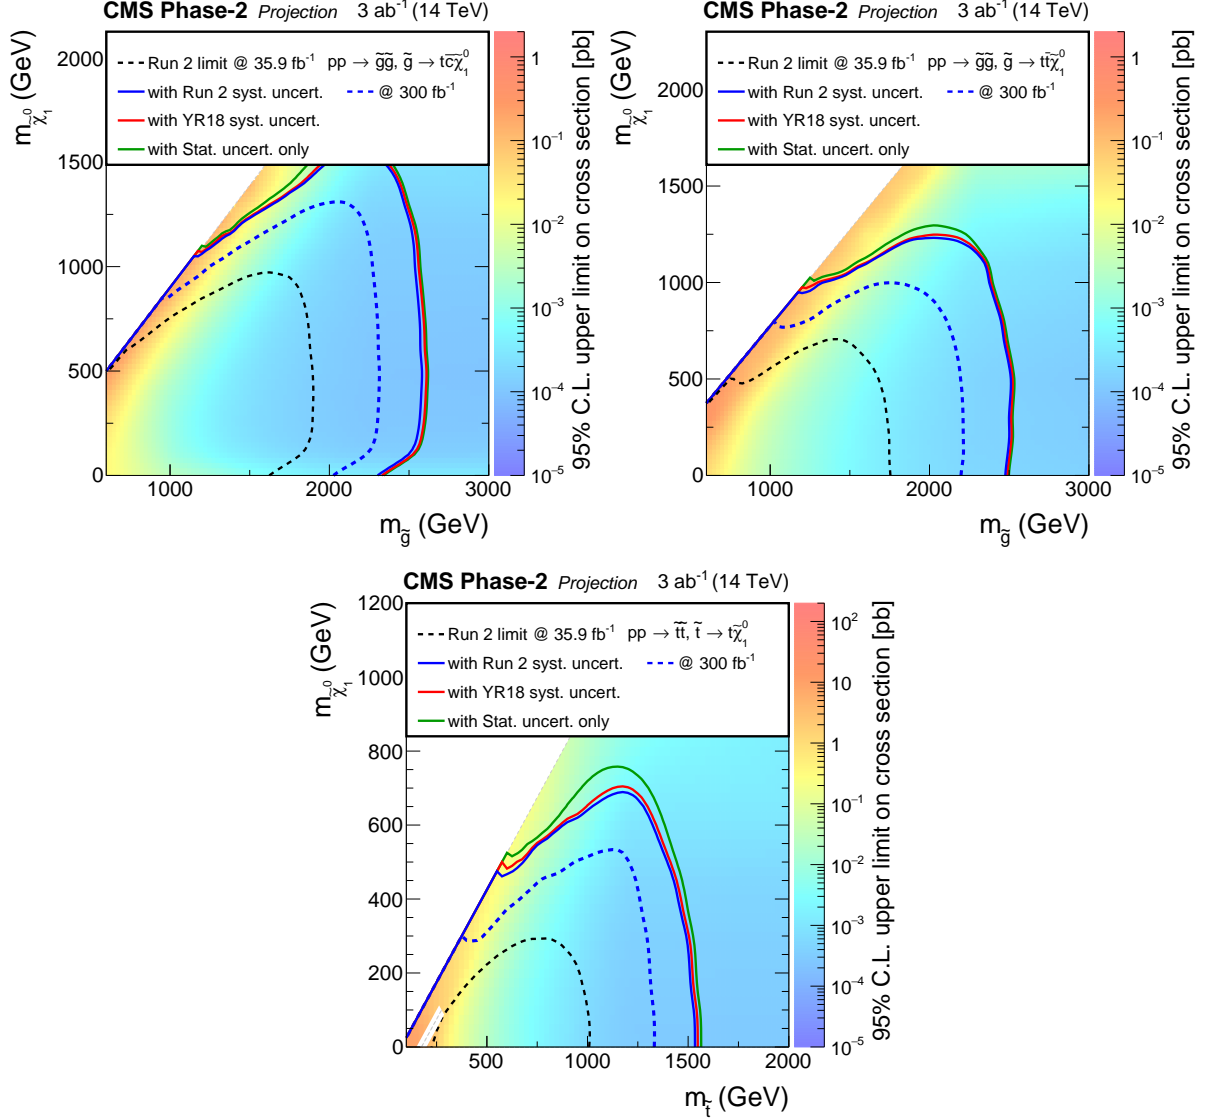 CMS Phase-2 Projection 3 ab⁻¹ (14 TeV)
m_χ̃₁⁰ (GeV)
2000
1500
1000
500
0
Run 2 limit @ 35.9 fb⁻¹ pp → g̃g̃, g̃ → tc̄χ̃₁⁰
with Run 2 syst. uncert. @ 300 fb⁻¹
with YR18 syst. uncert.
with Stat. uncert. only
1000 2000 3000
m_g̃ (GeV)
1
10⁻¹
10⁻²
10⁻³
10⁻⁴
10⁻⁵
95% C.L. upper limit on cross section [pb]
CMS Phase-2 Projection 3 ab⁻¹ (14 TeV)
m_χ̃₁⁰ (GeV)
2000
1500
1000
500
0
Run 2 limit @ 35.9 fb⁻¹ pp → g̃g̃, g̃ → tt̄χ̃₁⁰
with Run 2 syst. uncert. @ 300 fb⁻¹
with YR18 syst. uncert.
with Stat. uncert. only
1000 2000 3000
m_g̃ (GeV)
1
10⁻¹
10⁻²
10⁻³
10⁻⁴
10⁻⁵
95% C.L. upper limit on cross section [pb]
CMS Phase-2 Projection 3 ab⁻¹ (14 TeV)
m_χ̃₁⁰ (GeV)
1200
1000
800
600
400
200
0
Run 2 limit @ 35.9 fb⁻¹ pp → t̃t̃̄, t̃ → tχ̃₁⁰
with Run 2 syst. uncert. @ 300 fb⁻¹
with YR18 syst. uncert.
with Stat. uncert. only
500 1000 1500 2000
m_t̃ (GeV)
10²
10
1
10⁻¹
10⁻²
10⁻³
10⁻⁴
10⁻⁵
95% C.L. upper limit on cross section [pb]